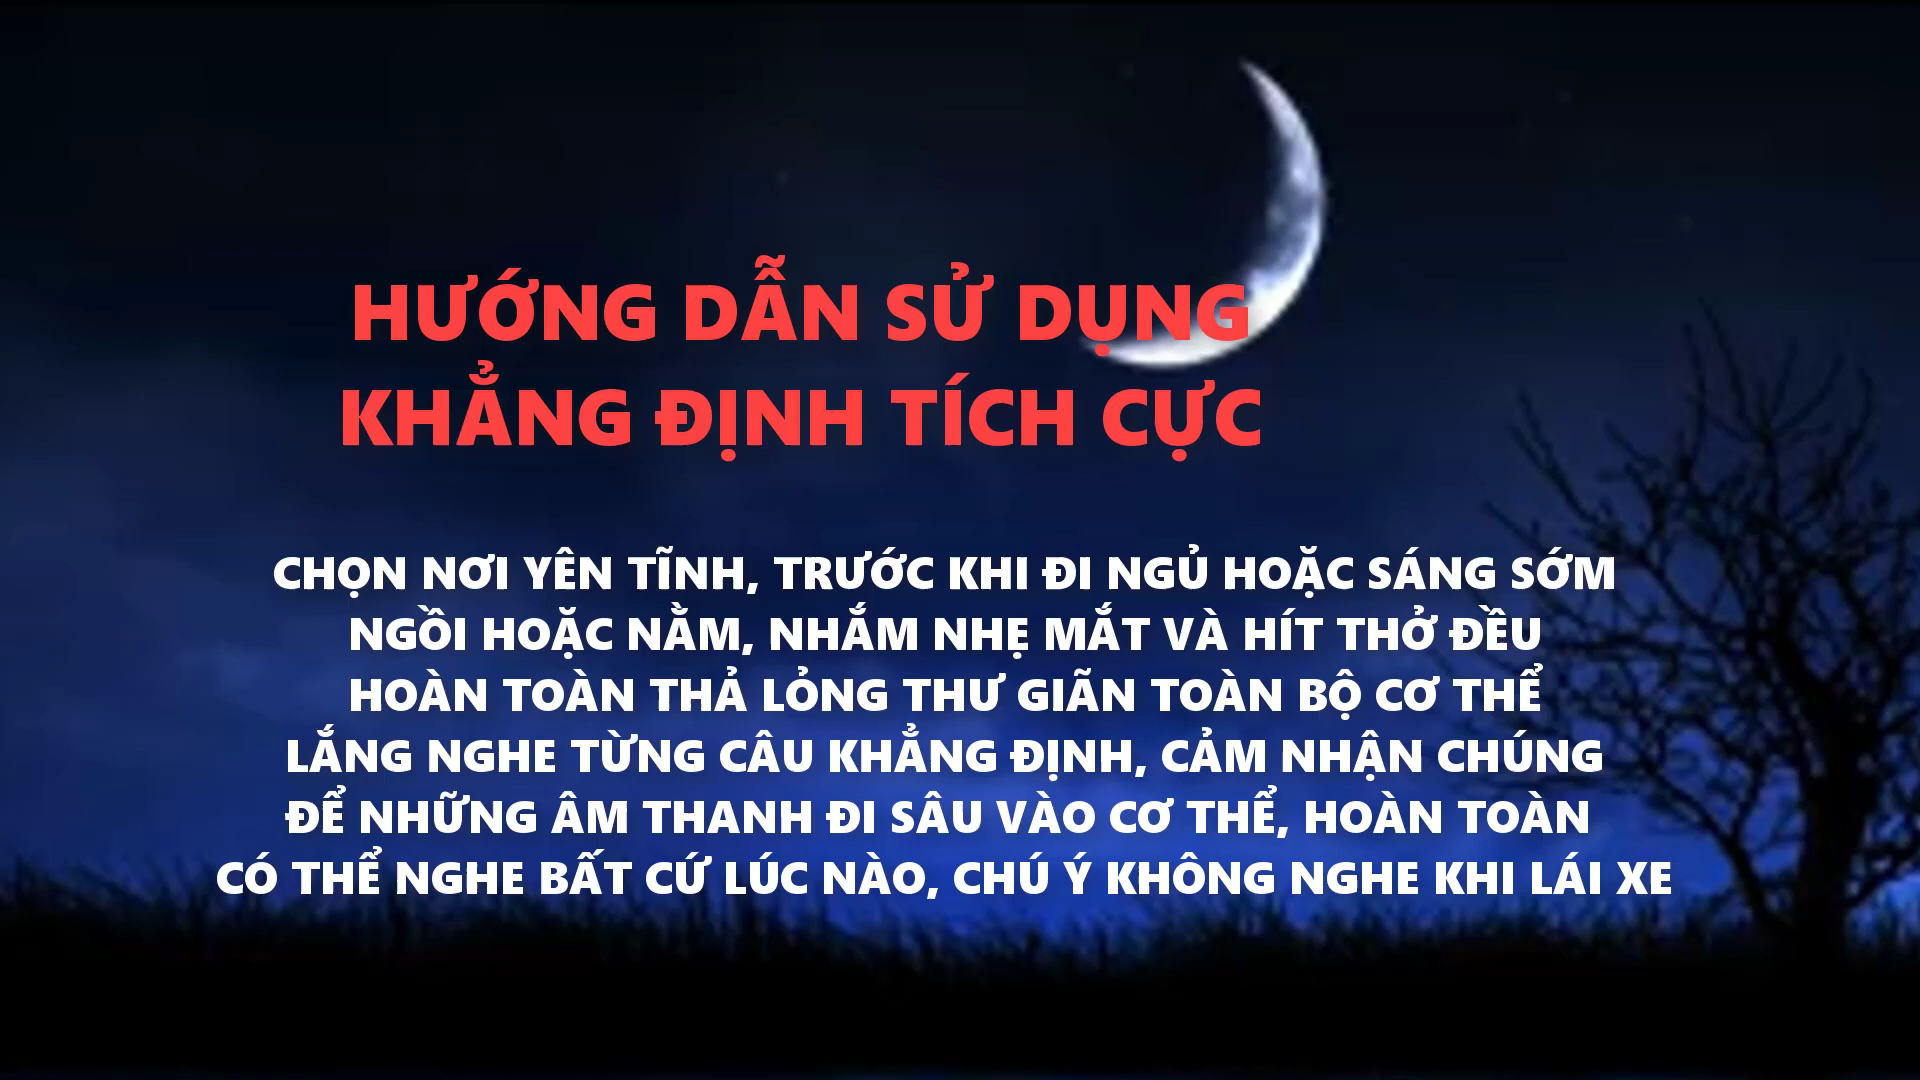 HƯỚNG DẪN SỬ DỤNG
KHẲNG ĐỊNH TÍCH CỰC
CHỌN NƠI YÊN TĨNH, TRƯỚC KHI ĐI NGỦ HOẶC SÁNG SỚM
NGỒI HOẶC NẰM, NHẮM NHẸ MẮT VÀ HÍT THỞ ĐỀU
HOÀN TOÀN THẢ LỎNG THƯ GIÃN TOÀN BỘ CƠ THỂ
LẮNG NGHE TỪNG CÂU KHẲNG ĐỊNH, CẢM NHẬN CHÚNG
ĐỂ NHỮNG ÂM THANH ĐI SÂU VÀO CƠ THỂ, HOÀN TOÀN
CÓ THỂ NGHE BẤT CỨ LÚC NÀO, CHÚ Ý KHÔNG NGHE KHI LÁI XE